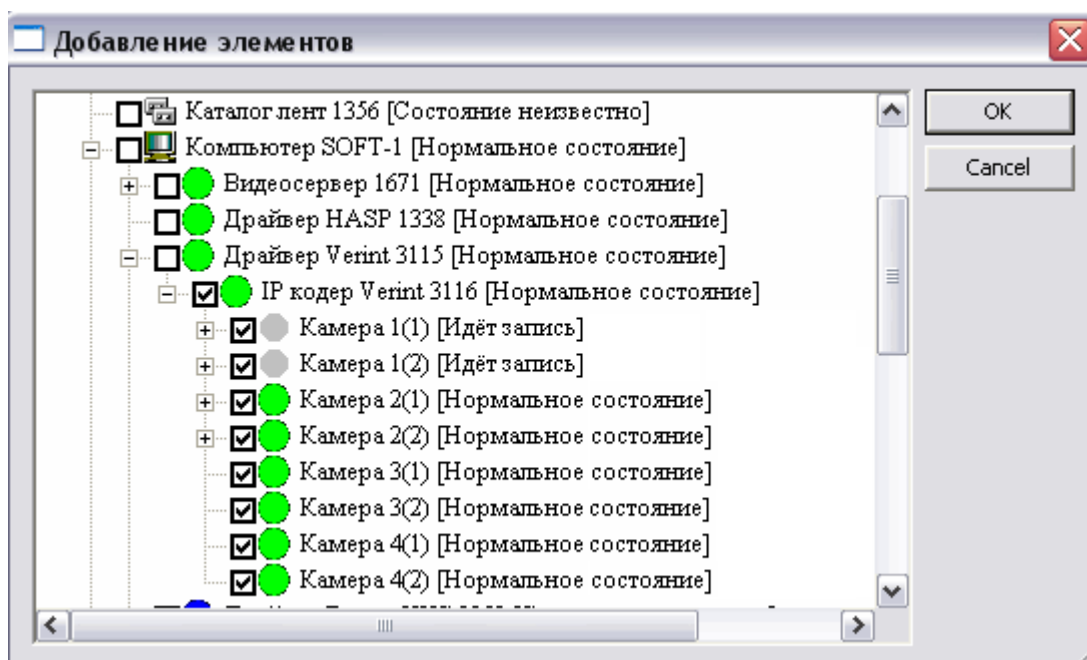 Добавление элементов
Каталог лент 1356 [Состояние неизвестно]
OK
Компьютер SOFT-1 [Нормальное состояние]
Cancel
Видеосервер 1671 [Нормальное состояние]
Драйвер HASP 1338 [Нормальное состояние]
Драйвер Verint 3115 [Нормальное состояние]
IP кодер Verint 3116 [Нормальное состояние]
Камера 1(1) [Идёт запись]
Камера 1(2) [Идёт запись]
Камера 2(1) [Нормальное состояние]
Камера 2(2) [Нормальное состояние]
Камера 3(1) [Нормальное состояние]
Камера 3(2) [Нормальное состояние]
Камера 4(1) [Нормальное состояние]
Камера 4(2) [Нормальное состояние]